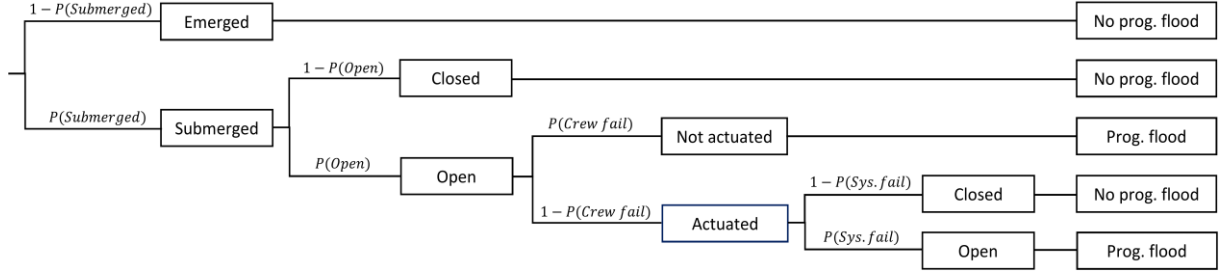 1 − P(Submerged)
Emerged
No prog. flood
1 − P(Open)
Closed
No prog. flood
P(Submerged)
Submerged
P(Crew fail)
Not actuated
Prog. flood
P(Open)
Open
1 − P(Sys. fail)
Closed
No prog. flood
1 − P(Crew fail)
Actuated
P(Sys. fail)
Open
Prog. flood